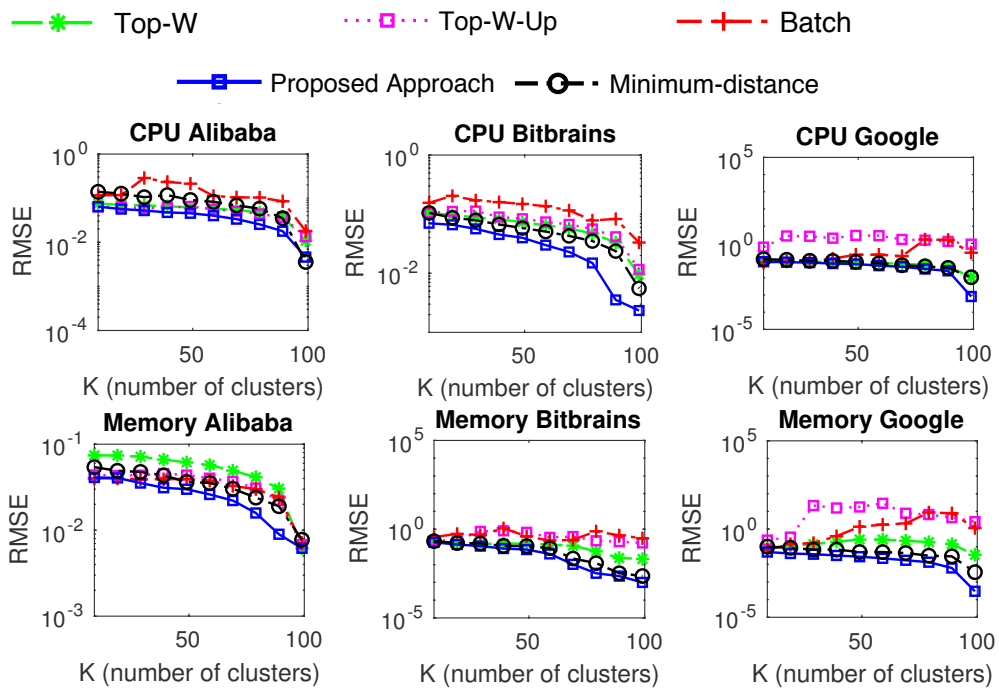 Top-W Top-W-Up Batch
Proposed Approach Minimum-distance
CPU Alibaba CPU Bitbrains CPU Google
10^0 10^0 10^5
10^-2 10^-2 10^0
10^-4 10^-5
RMSE RMSE RMSE
50 100 50 100 50 100
K (number of clusters) K (number of clusters) K (number of clusters)
Memory Alibaba Memory Bitbrains Memory Google
10^-1 10^5 10^5
10^-2 10^0 10^0
10^-3 10^-5 10^-5
RMSE RMSE RMSE
50 100 50 100 50 100
K (number of clusters) K (number of clusters) K (number of clusters)